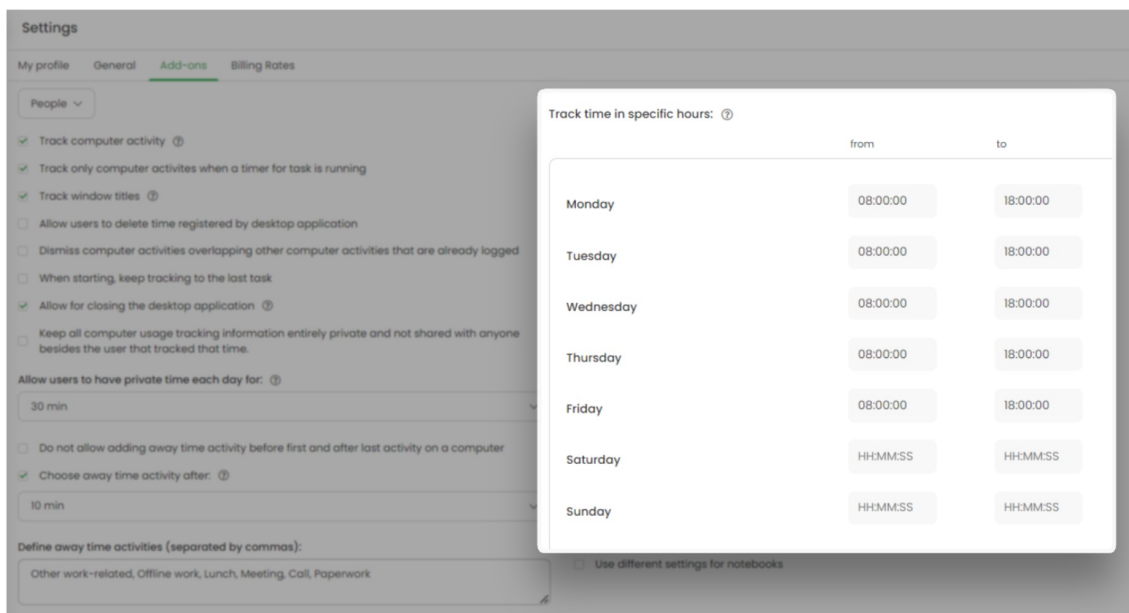 Settings
My profile General Add-ons Billing Rates
People
Track computer activity
Track only computer activites when a timer for task is running
Track window titles
Allow users to delete time registered by desktop application
Dismiss computer activities overlapping other computer activities that are already logged
When starting, keep tracking to the last task
Allow for closing the desktop application
Keep all computer usage tracking information entirely private and not shared with anyone
besides the user that tracked that time.
Allow users to have private time each day for:
30 min
Do not allow adding away time activity before first and after last activity on a computer
Choose away time activity after:
10 min
Define away time activities (separated by commas):
Other work-related, Offline work, Lunch, Meeting, Call, Paperwork
Track time in specific hours:
from to
Monday 08:00:00 18:00:00
Tuesday 08:00:00 18:00:00
Wednesday 08:00:00 18:00:00
Thursday 08:00:00 18:00:00
Friday 08:00:00 18:00:00
Saturday HH:MM:SS HH:MM:SS
Sunday HH:MM:SS HH:MM:SS
Use different settings for notebooks